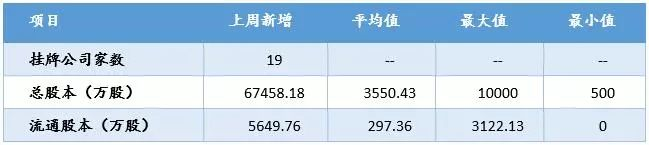 项目 上周新增 平均值 最大值 最小值
挂牌公司家数 19 -- -- --
总股本（万股） 67458.18 3550.43 10000 500
流通股本（万股） 5649.76 297.36 3122.13 0